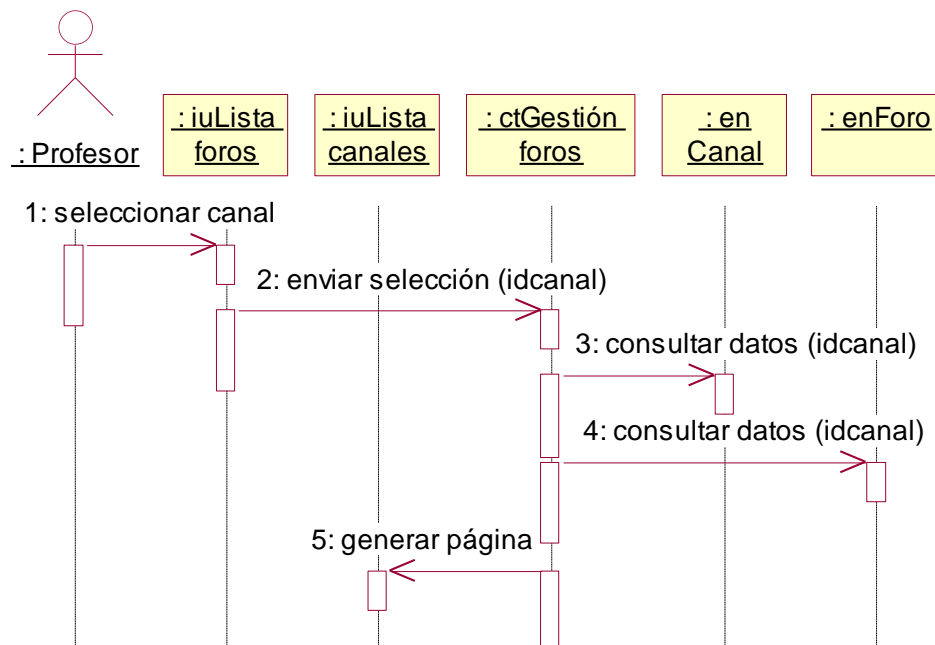 : Profesor
: iuLista
foros
: iuLista
canales
: ctGestión
foros
: en
Canal
: enForo
1: seleccionar canal
2: enviar selección (idcanal)
3: consultar datos (idcanal)
4: consultar datos (idcanal)
5: generar página